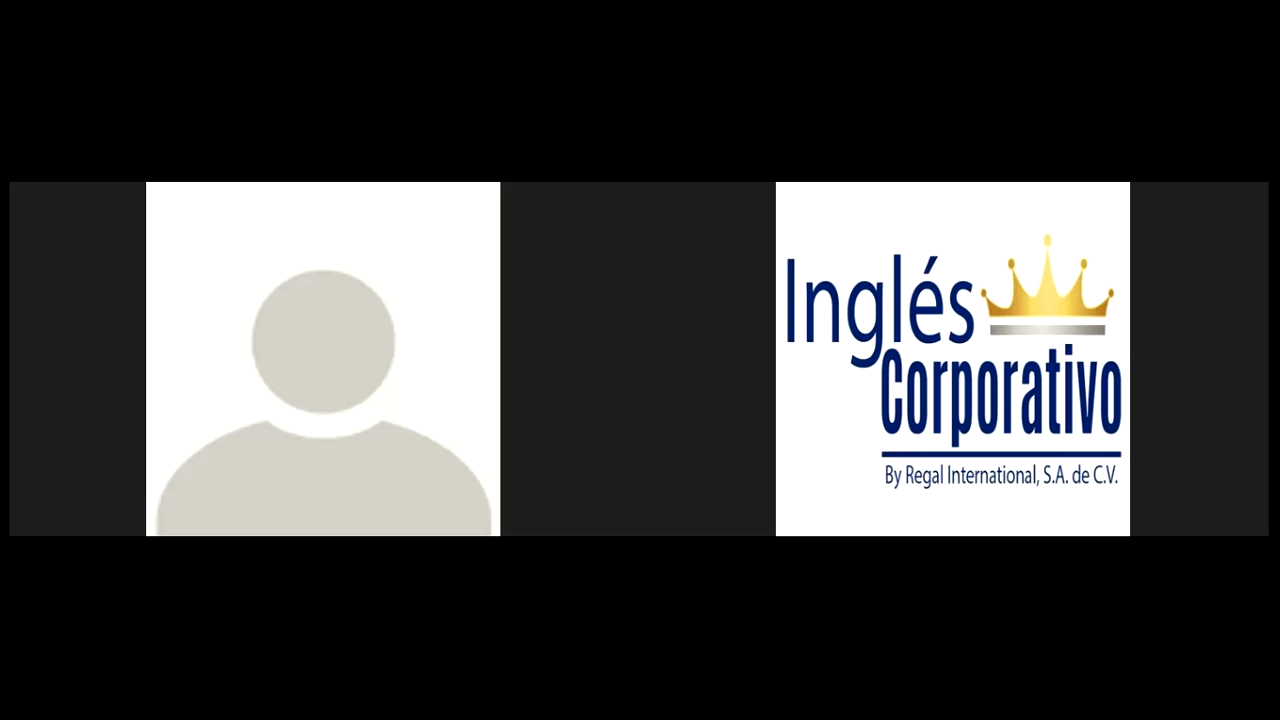 Inglés
Corporativo
By Regal International, S.A. de C.V.